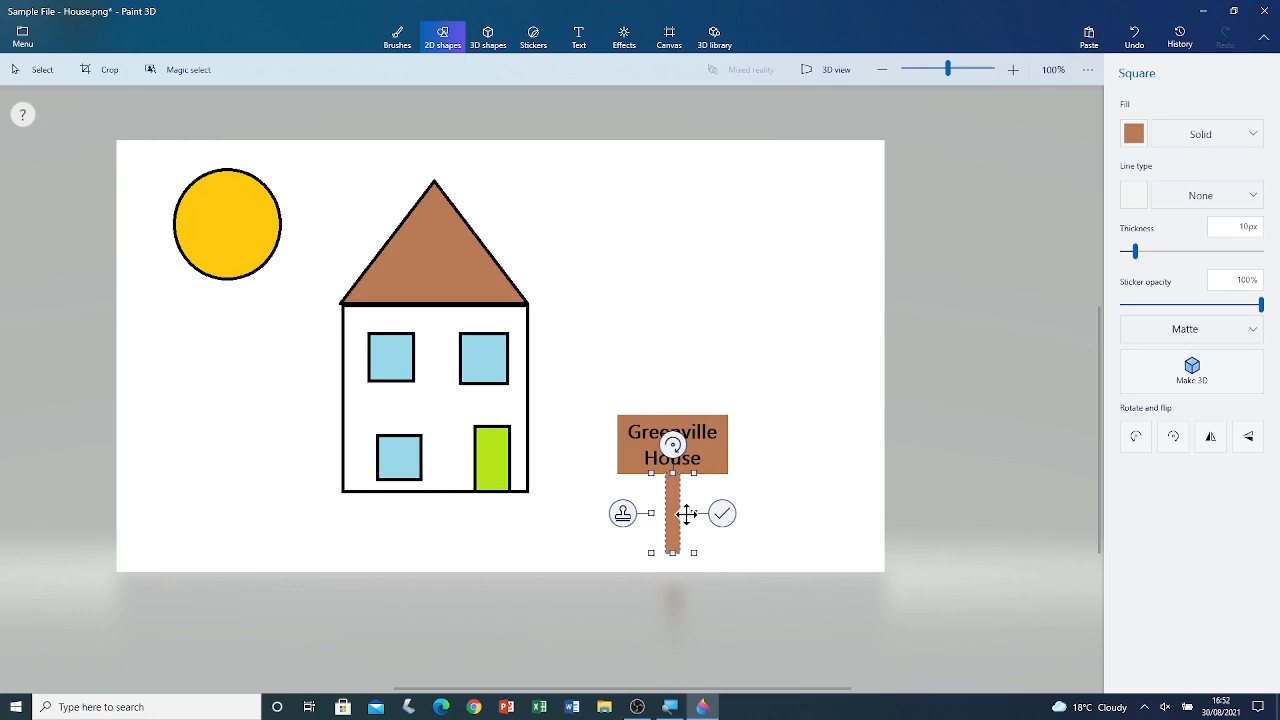 Sample File - House.png* - Paint 3D
Menu
Brushes
2D shapes
3D shapes
Stickers
Text
Effects
Canvas
3D library
Paste
Undo
History
Redo
Select
Crop
Magic select
Mixed reality
3D view
100%
Square
?
Fill
Solid
Line type
None
Thickness
10px
Sticker opacity
100%
Matte
Make 3D
Rotate and flip
Greenville
House
Type here to search
18°C Cloudy
16:52
30/08/2021